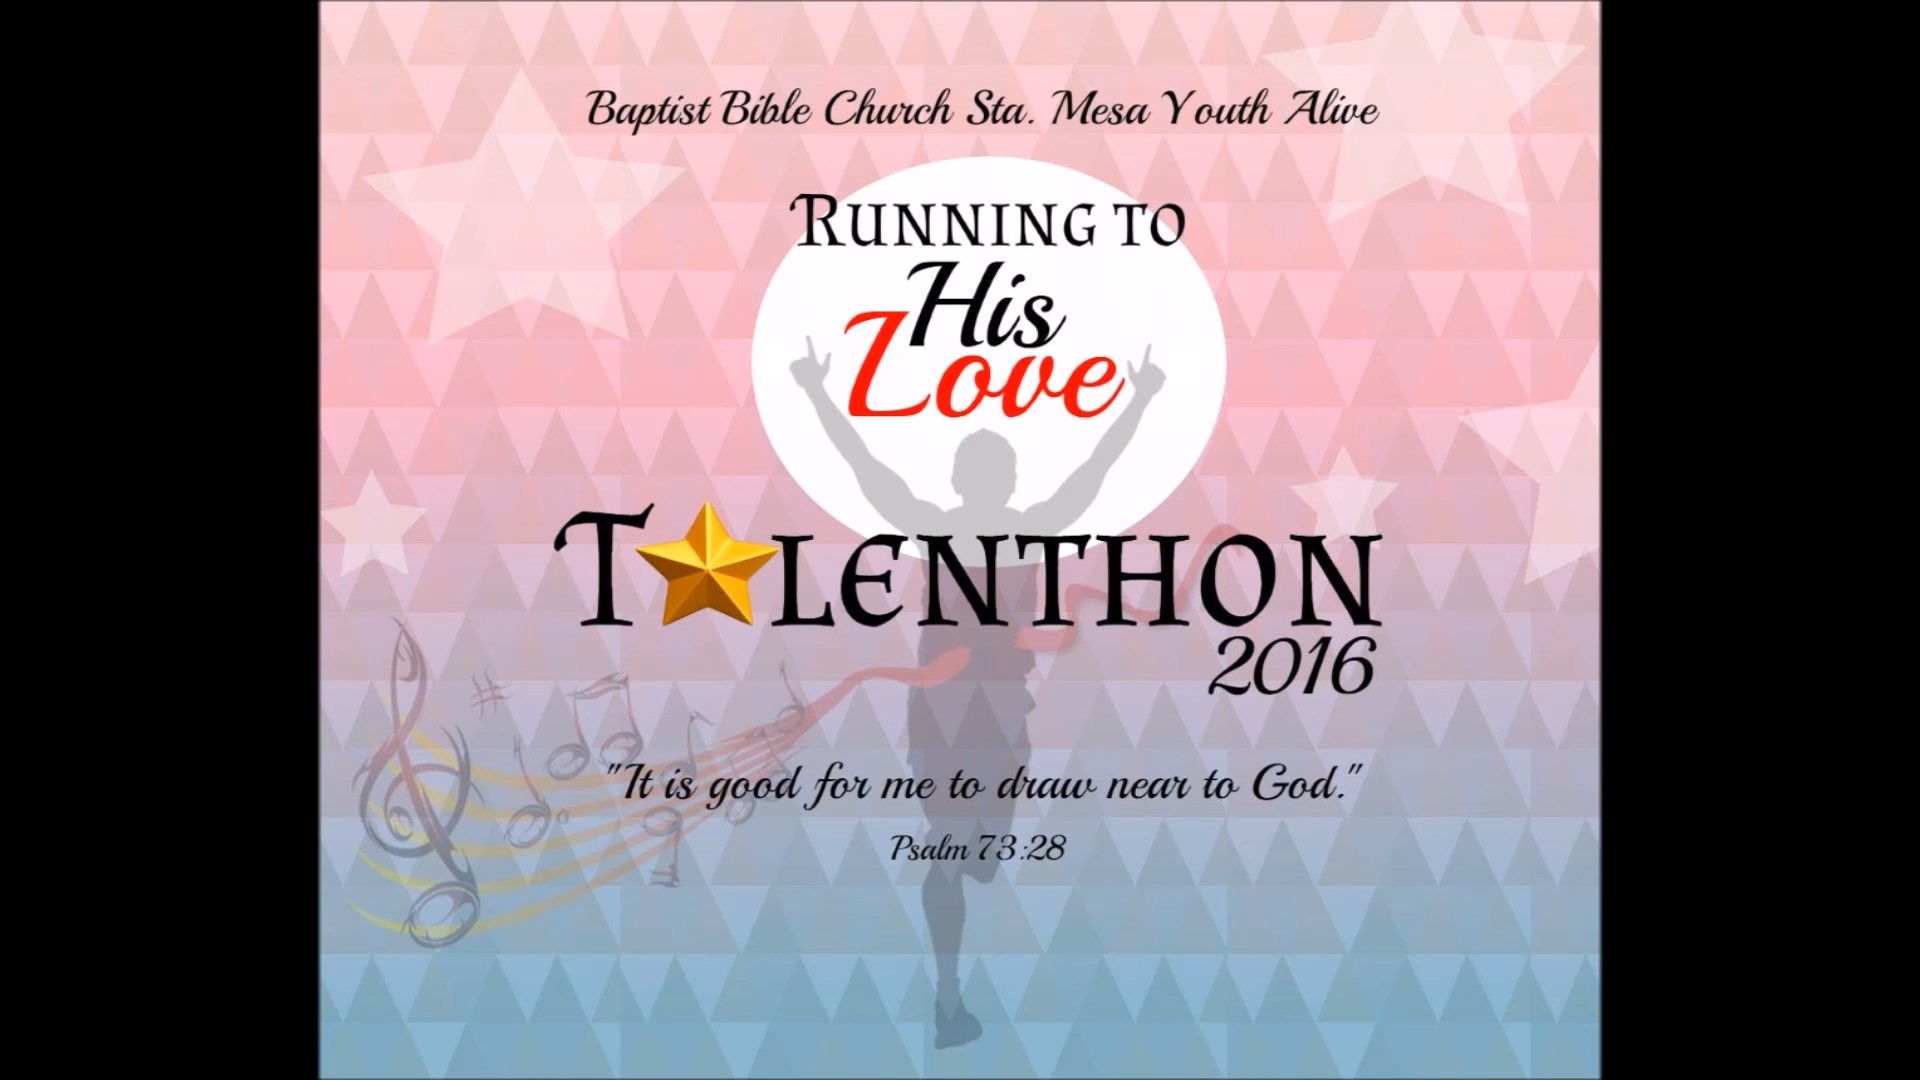 Baptist Bible Church Sta. Mesa Youth Alive
RUNNING TO
His
Love
TALENTHON
2016
"It is good for me to draw near to God."
Psalm 73:28